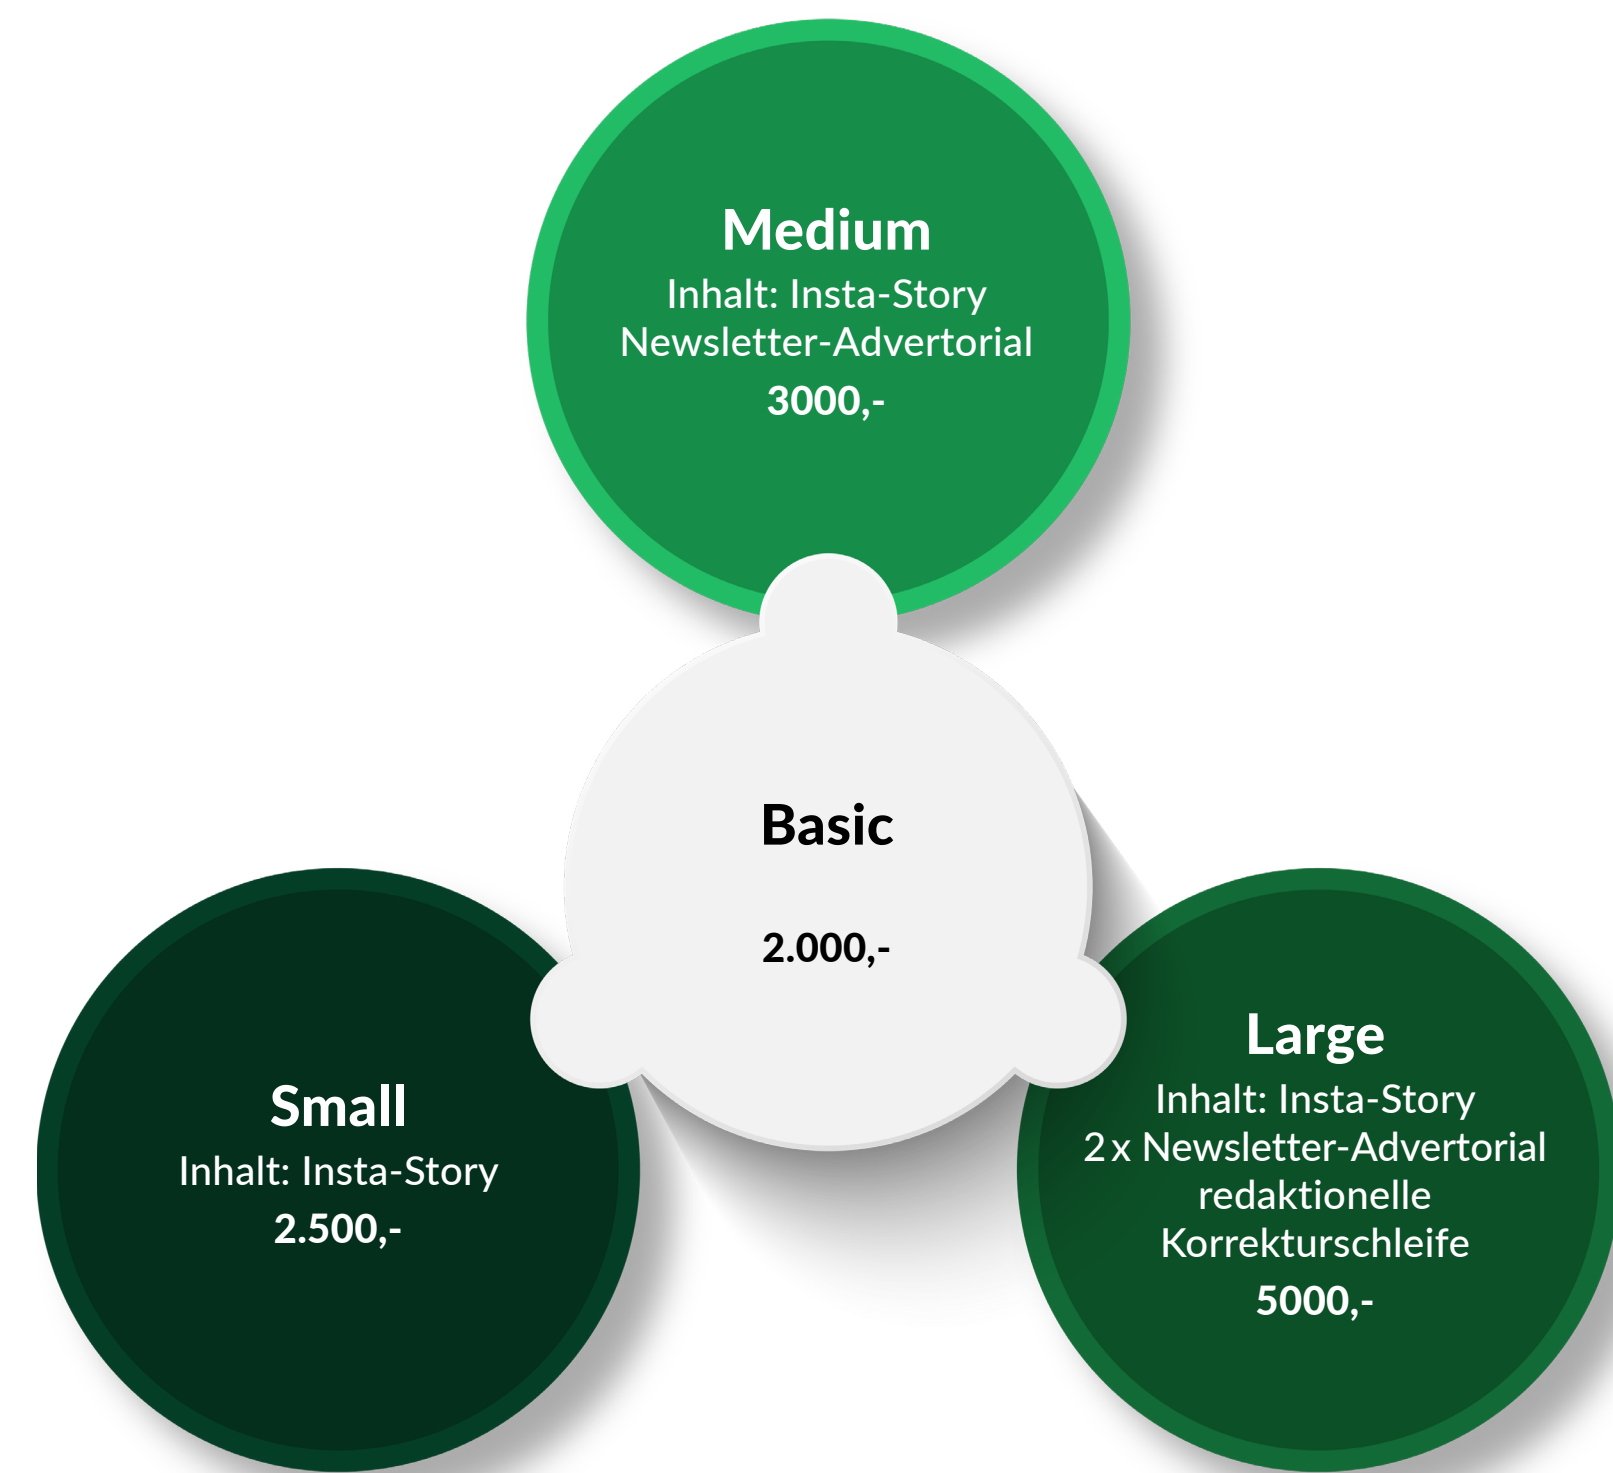 Medium
Inhalt: Insta-Story
Newsletter-Advertorial
3000,-
Basic
2.000,-
Small
Inhalt: Insta-Story
2.500,-
Large
Inhalt: Insta-Story
2 x Newsletter-Advertorial
redaktionelle
Korrekturschleife
5000,-